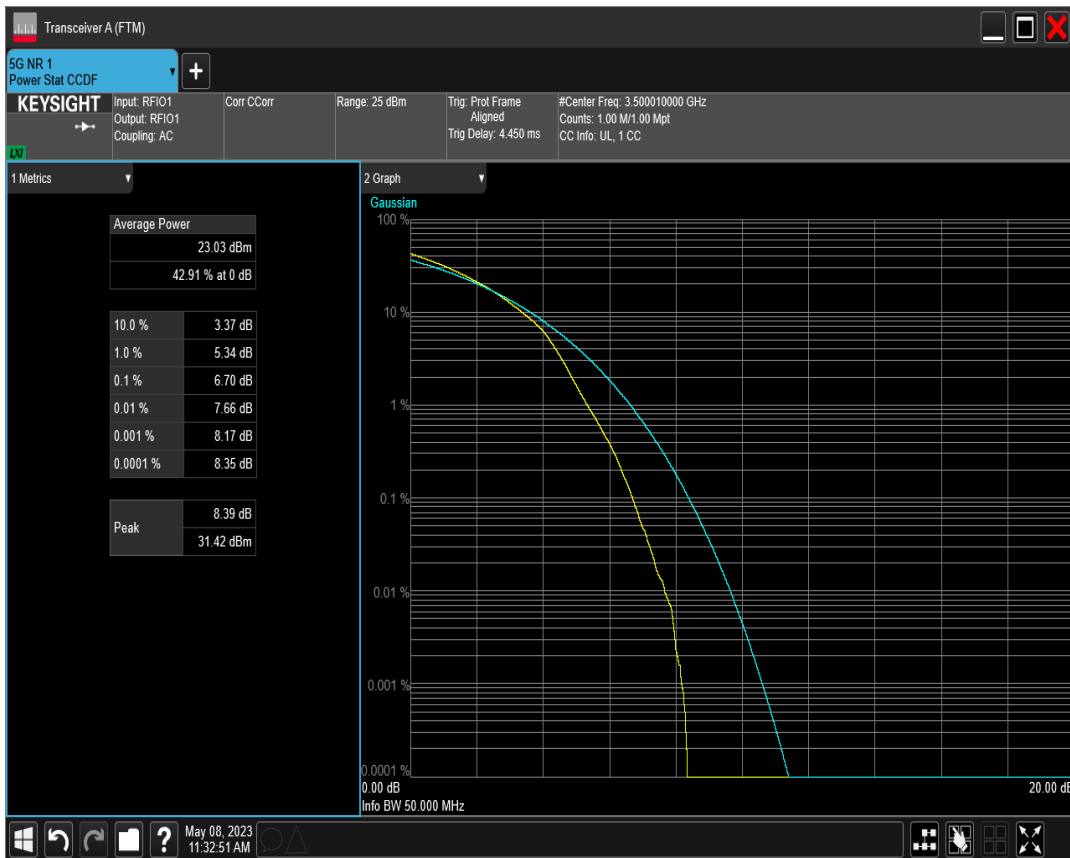 Transceiver A (FTM)
5G NR 1
Power Stat CCDF
+
KEYSIGHT
LXI
Input: RFIO1
Output: RFIO1
Coupling: AC
Corr CCorr
Range: 25 dBm
Trig: Prot Frame
Aligned
Trig Delay: 4.450 ms
#Center Freq: 3.500010000 GHz
Counts: 1.00 M/1.00 Mpt
CC Info: UL, 1 CC
1 Metrics
Average Power
23.03 dBm
42.91 % at 0 dB
10.0 % 3.37 dB
1.0 % 5.34 dB
0.1 % 6.70 dB
0.01 % 7.66 dB
0.001 % 8.17 dB
0.0001 % 8.35 dB
Peak
8.39 dB
31.42 dBm
2 Graph
Gaussian
100 %
10 %
1 %
0.1 %
0.01 %
0.001 %
0.0001 %
0.00 dB 20.00 dB
Info BW 50.000 MHz
?
May 08, 2023
11:32:51 AM